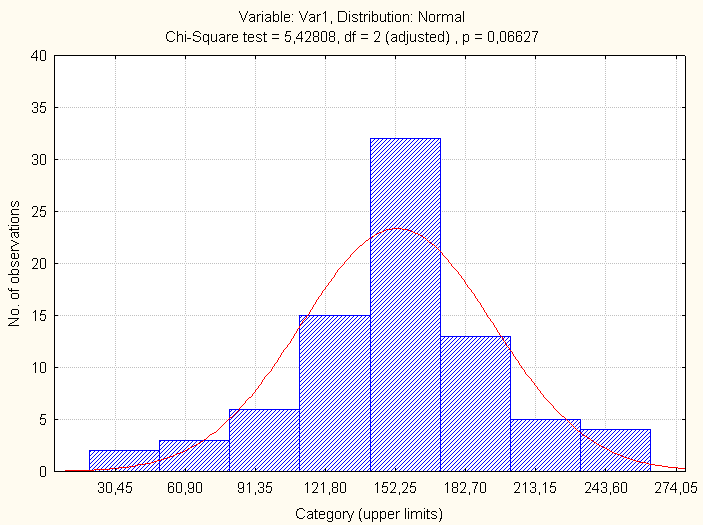 Variable: Var1, Distribution: Normal
Chi-Square test = 5,42808, df = 2 (adjusted) , p = 0,06627
40
35
30
25
20
15
10
5
0
No. of observations
30,45 60,90 91,35 121,80 152,25 182,70 213,15 243,60 274,05
Category (upper limits)